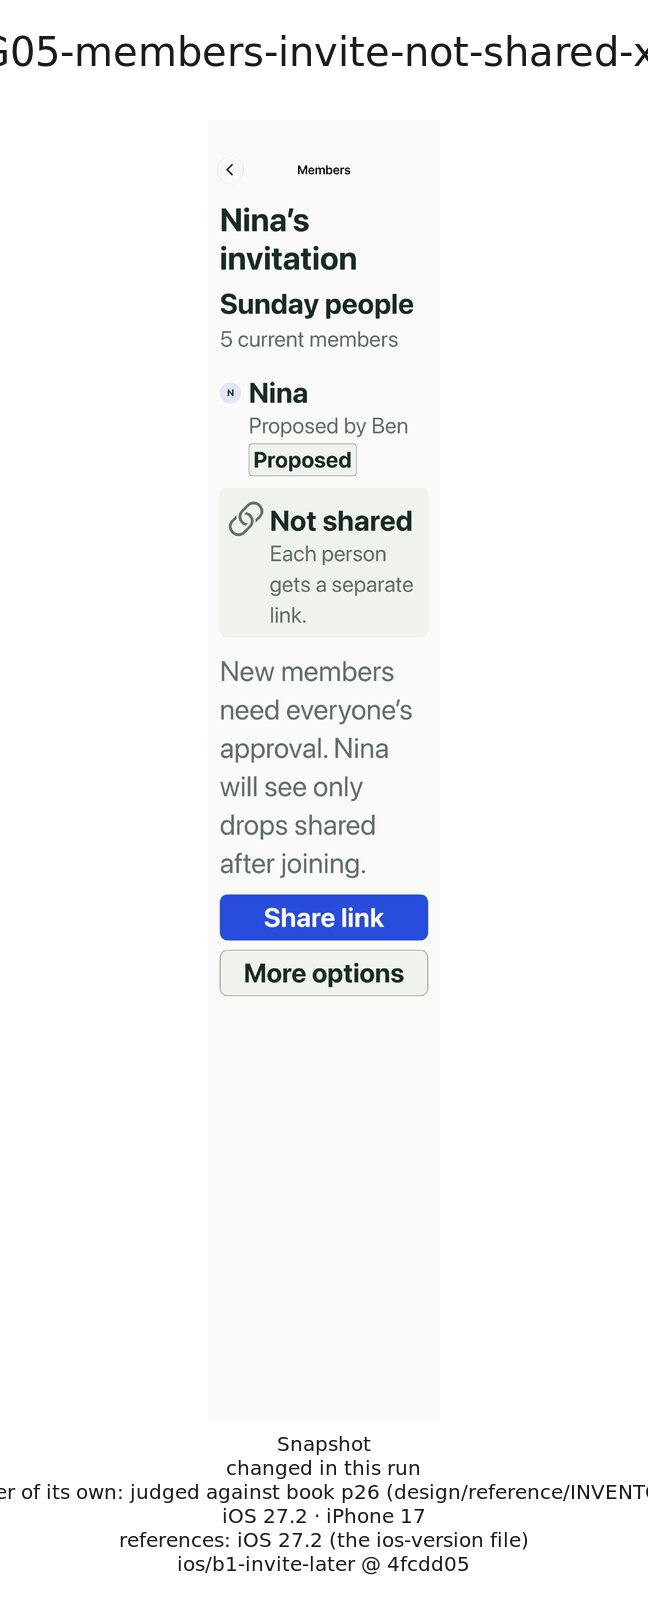 G05-members-invite-not-shared-x
Members
Nina’s
invitation
Sunday people
5 current members
N
Nina
Proposed by Ben
Proposed
Not shared
Each person
gets a separate
link.
New members
need everyone’s
approval. Nina
will see only
drops shared
after joining.
Share link
More options
Snapshot
changed in this run
of its own: judged against book p26 (design/reference/
iOS 27.2 · iPhone 17
references: iOS 27.2 (the ios-version file)
ios/b1-invite-later @ 4fcdd05